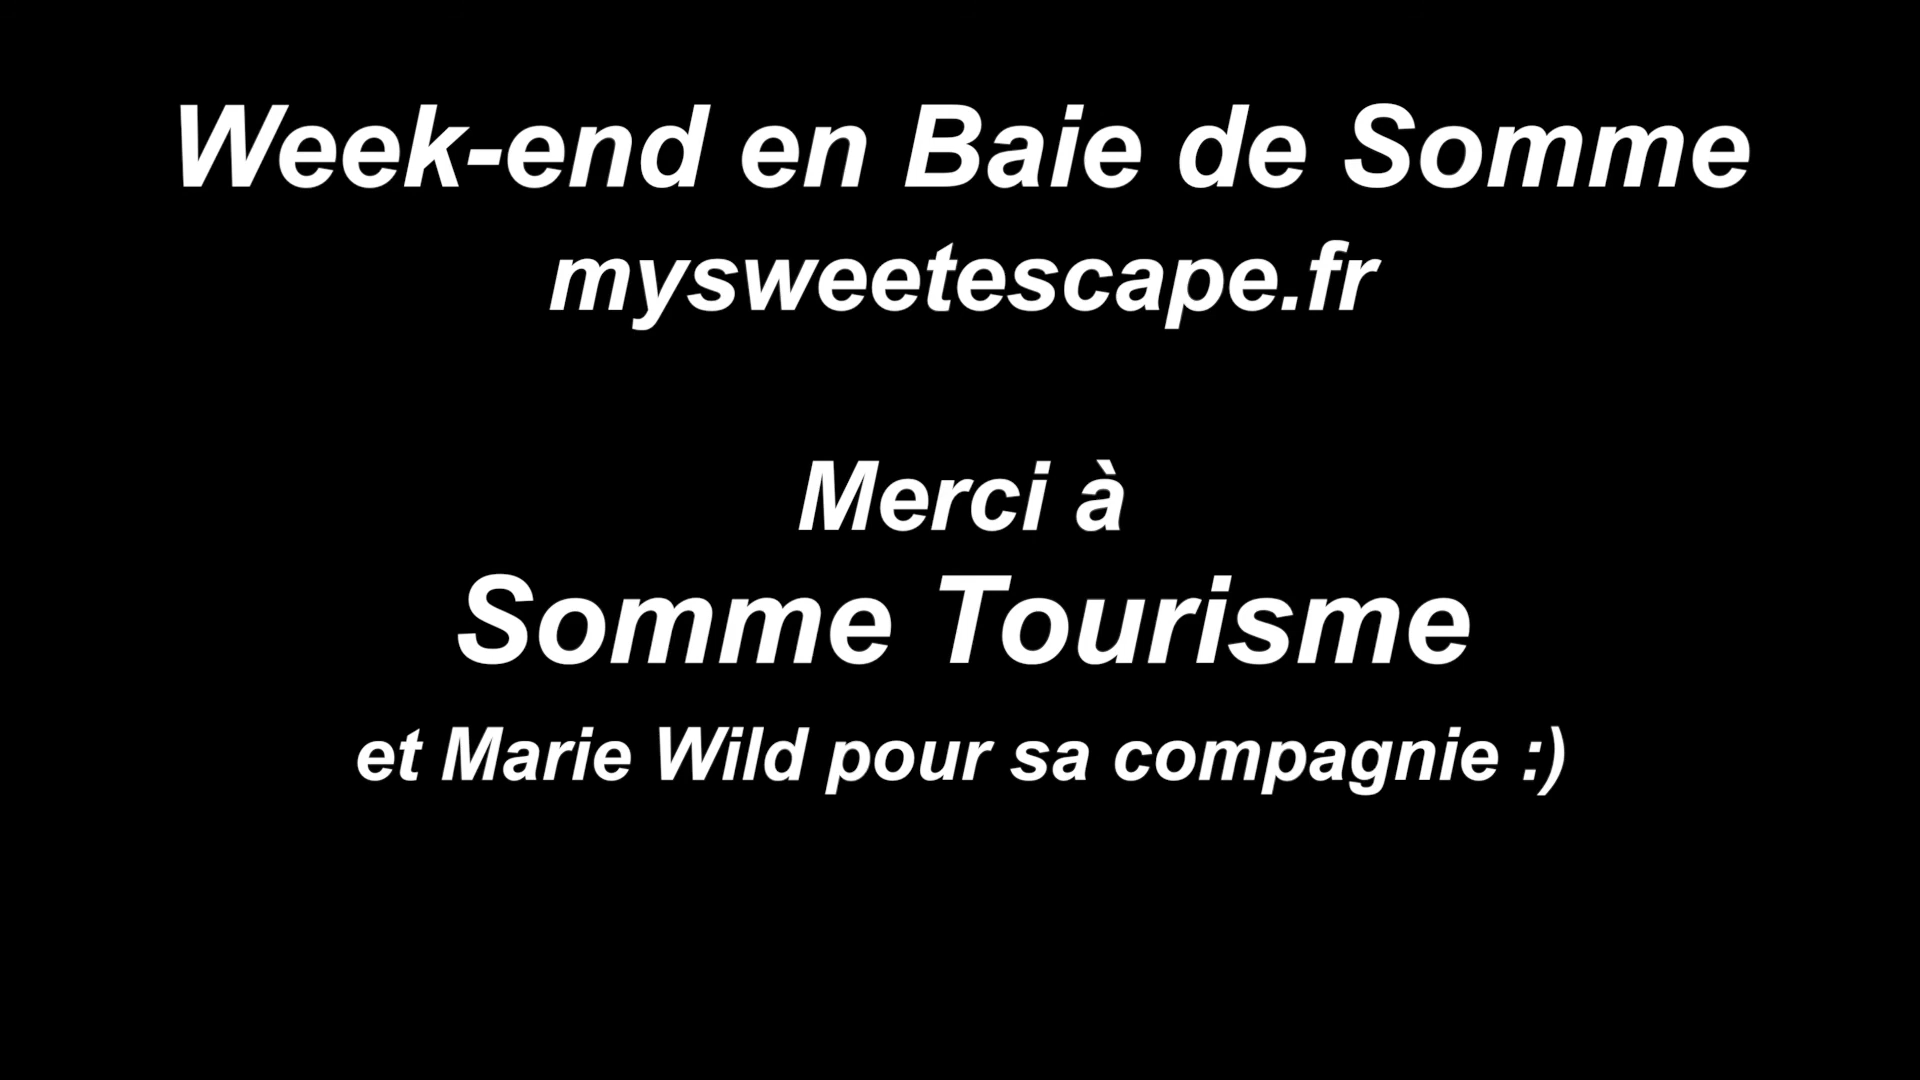 Week-end en Baie de Somme
mysweetescape.fr
Merci à
Somme Tourisme
et Marie Wild pour sa compagnie :)